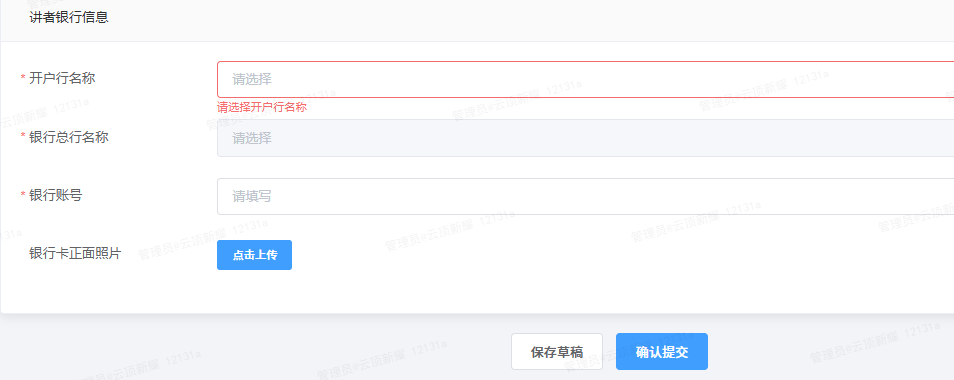 讲者银行信息
* 开户行名称
请选择
请选择开户行名称
* 银行总行名称
请选择
* 银行账号
请填写
银行卡正面照片
点击上传
保存草稿
确认提交